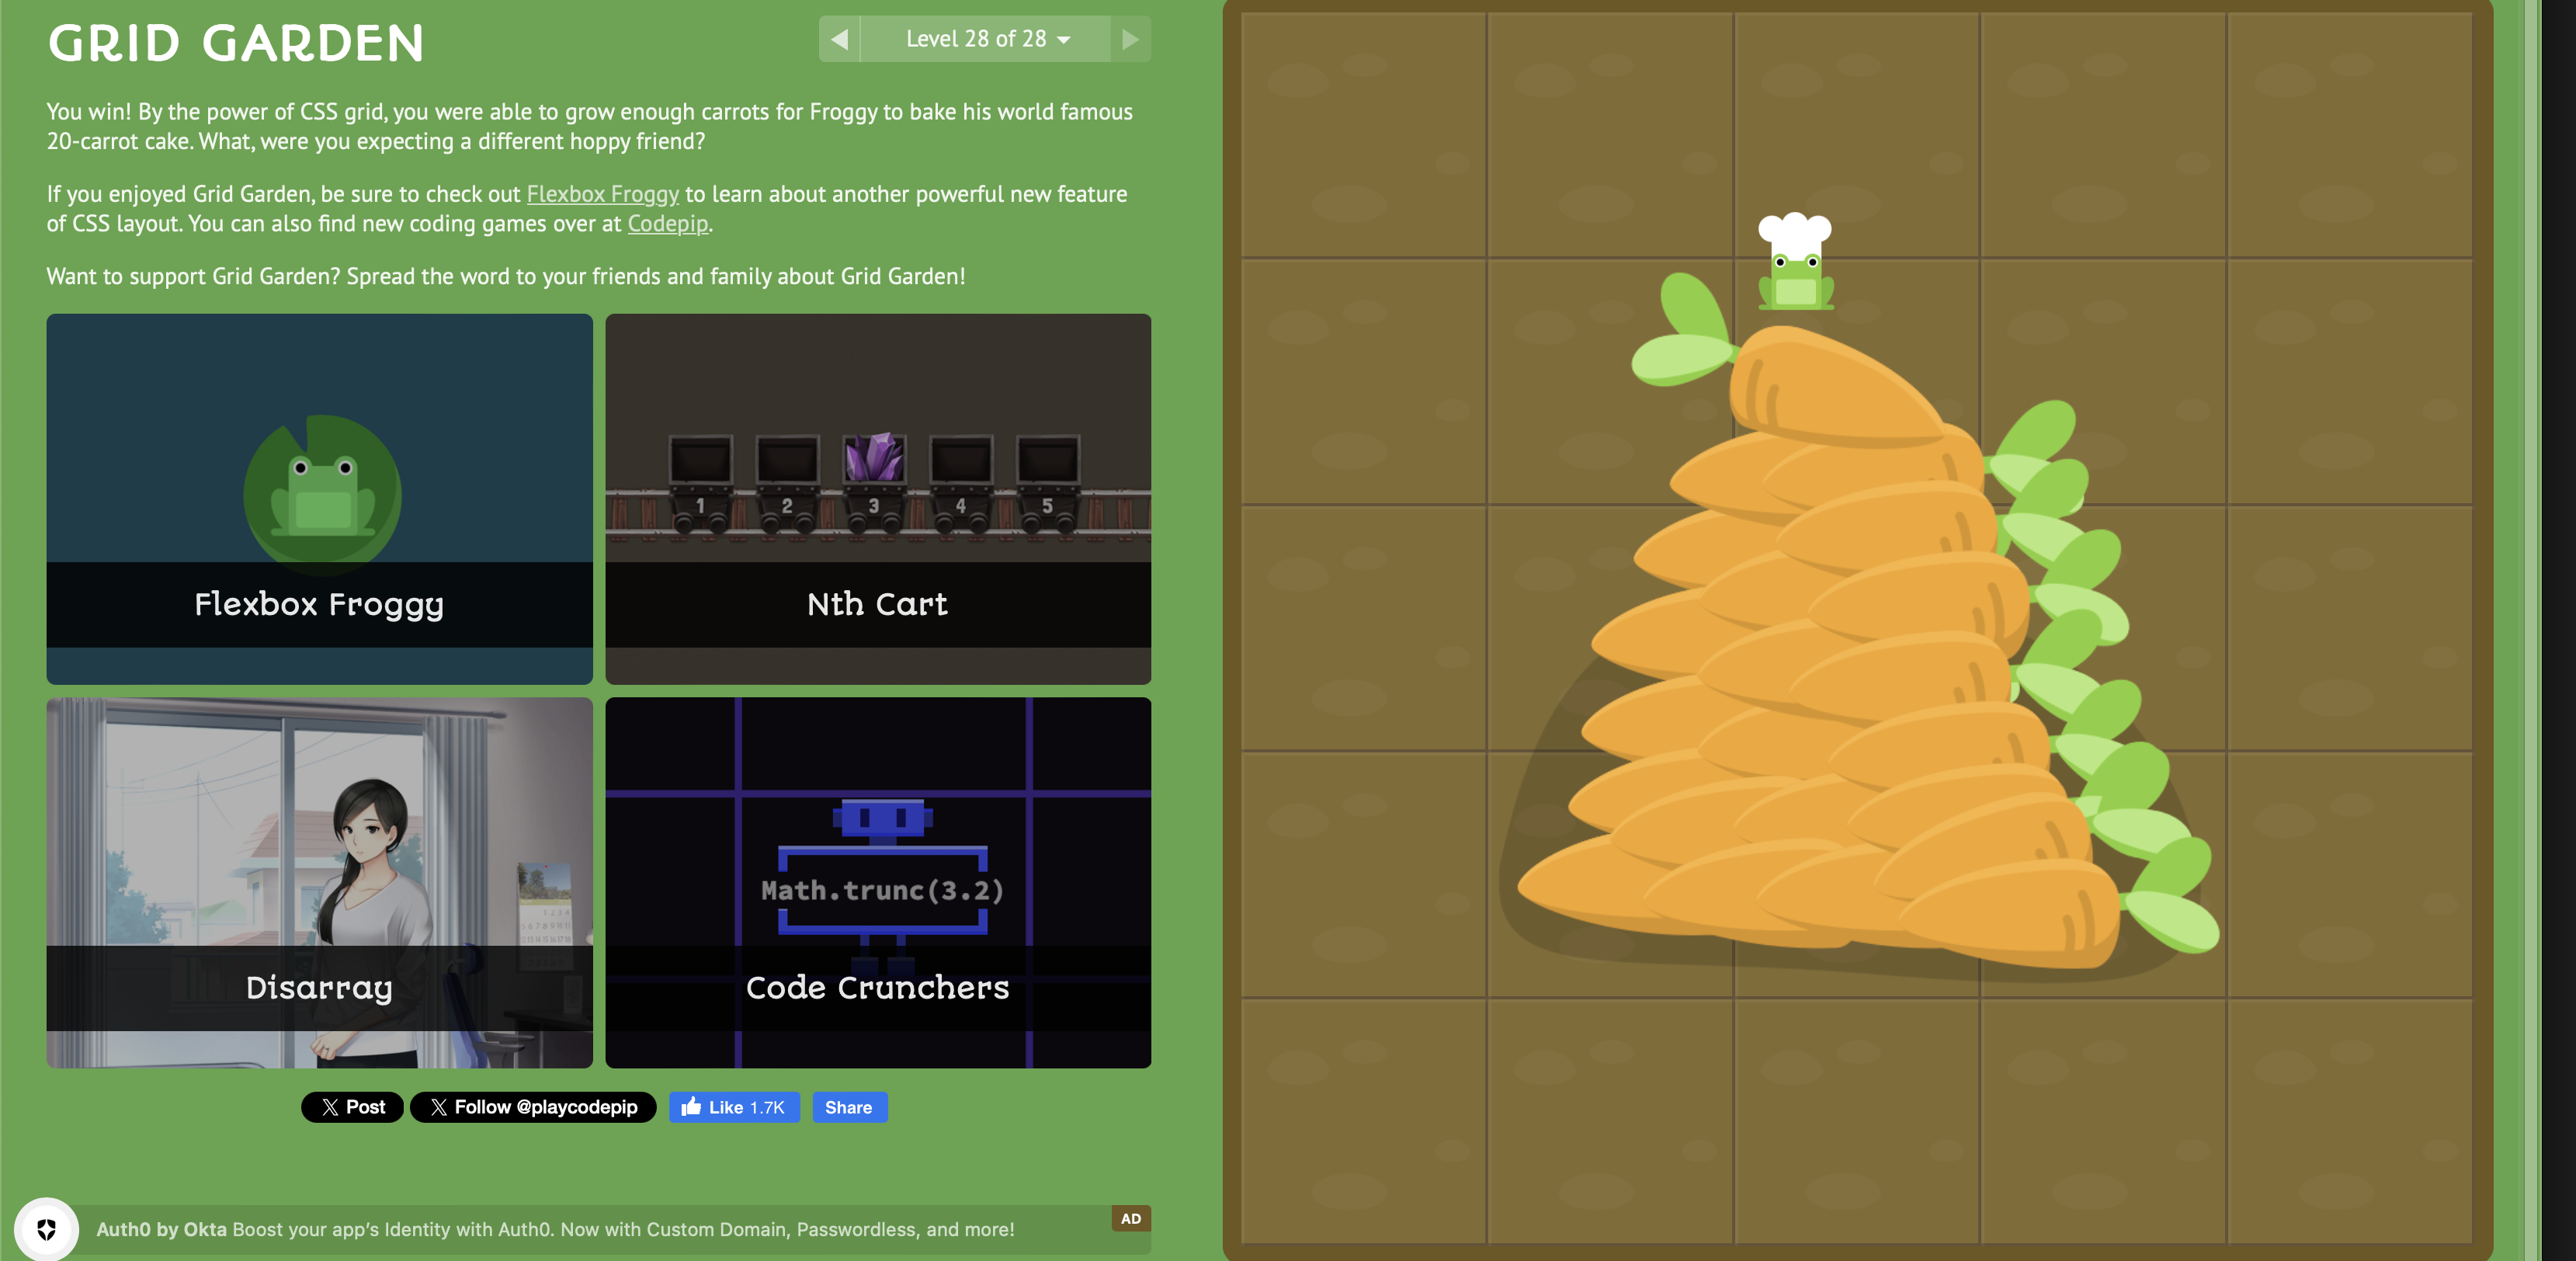 GRID GARDEN
Level 28 of 28
You win! By the power of CSS grid, you were able to grow enough carrots for Froggy to bake his world famous
20-carrot cake. What, were you expecting a different hoppy friend?
If you enjoyed Grid Garden, be sure to check out Flexbox Froggy to learn about another powerful new feature
of CSS layout. You can also find new coding games over at Codepip.
Want to support Grid Garden? Spread the word to your friends and family about Grid Garden!
1 2 3 4 5
Flexbox Froggy
Nth Cart
Math.trunc(3.2)
Disarray
Code Crunchers
Post
Follow @playcodepip
Like 1.7K
Share
AD
Auth0 by Okta Boost your app’s Identity with Auth0. Now with Custom Domain, Passwordless, and more!